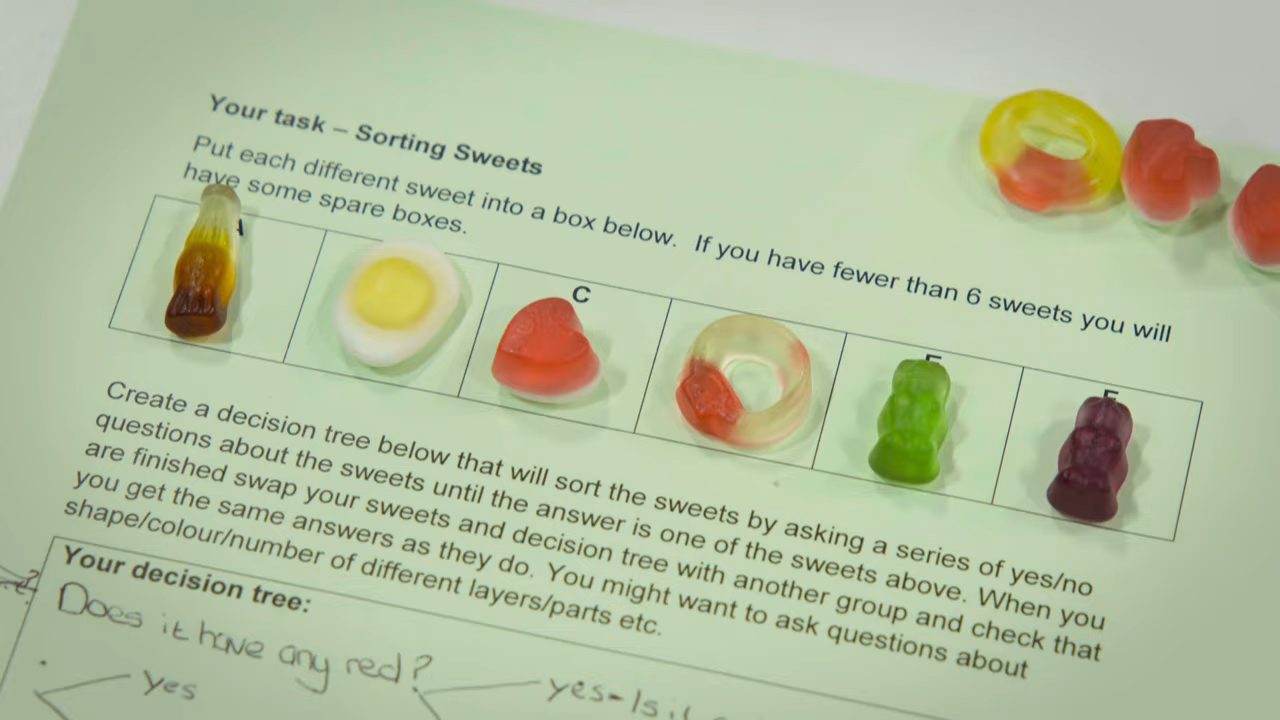 Your task – Sorting Sweets
Put each different sweet into a box below. If you have fewer than 6 sweets you will
have some spare boxes.
A
C
E
F
Create a decision tree below that will sort the sweets by asking a series of yes/no
questions about the sweets until the answer is one of the sweets above. When you
are finished swap your sweets and decision tree with another group and check that
you get the same answers as they do. You might want to ask questions about
shape/colour/number of different layers/parts etc.
Your decision tree:
Does it have any red?
yes
yes - Is it